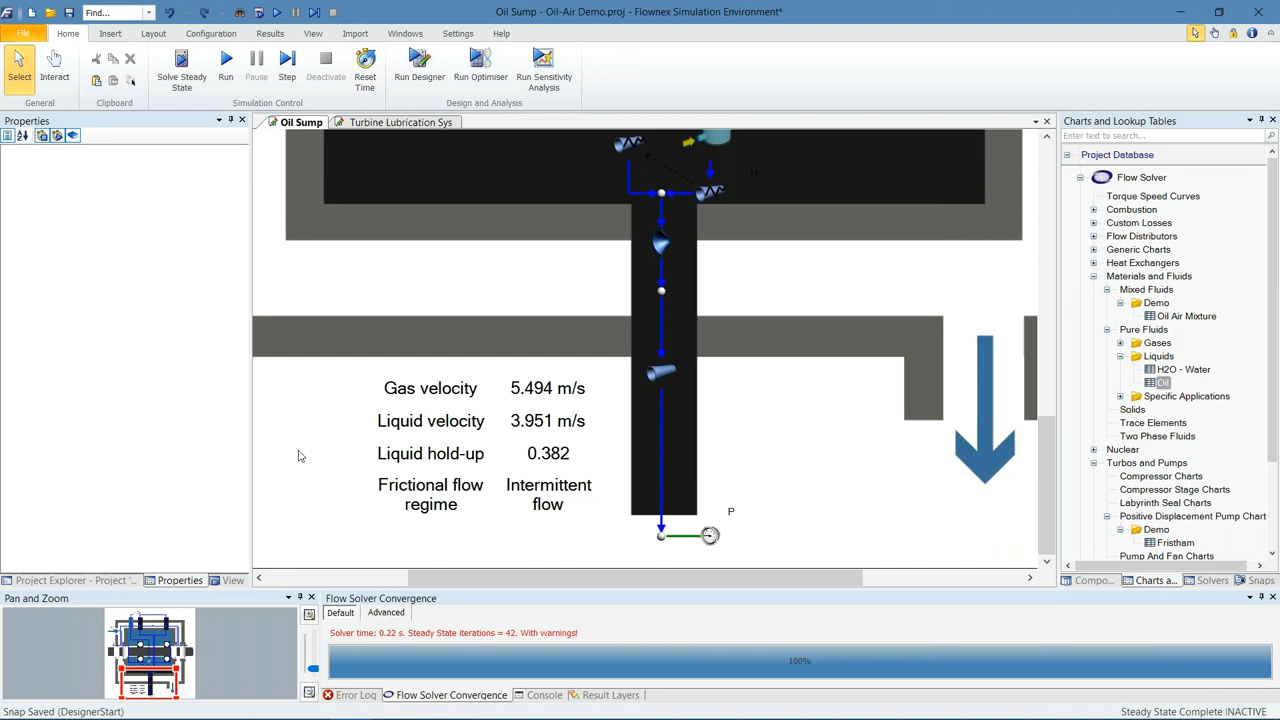 Find...
Oil Sump - Oil-Air Demo.proj - Flownex Simulation Environment*
File
Home
Insert
Layout
Configuration
Results
View
Import
Windows
Settings
Help
Select
Interact
Solve Steady
State
Run
Pause
Step
Deactivate
Reset
Time
Run Designer
Run Optimiser
Run Sensitivity
Analysis
General
Clipboard
Simulation Control
Design and Analysis
Properties
Oil Sump
Turbine Lubrication Sys
Charts and Lookup Tables
Enter text to search...
Project Database
Flow Solver
Torque Speed Curves
Combustion
Custom Losses
Flow Distributors
Generic Charts
Heat Exchangers
Materials and Fluids
Mixed Fluids
Demo
Oil Air Mixture
Pure Fluids
Gases
Liquids
H2O - Water
Oil
Specific Applications
Solids
Trace Elements
Two Phase Fluids
Nuclear
Turbos and Pumps
Compressor Charts
Compressor Stage Charts
Labyrinth Seal Charts
Positive Displacement Pump Chart
Demo
Fristham
Pump And Fan Charts
H
Gas velocity 5.494 m/s
Liquid velocity 3.951 m/s
Liquid hold-up 0.382
Frictional flow Intermittent
regime flow
P
Project Explorer - Project '...
Properties
View
Compo...
Charts a...
Solvers
Snaps
Pan and Zoom
Flow Solver Convergence
Default
Advanced
Solver time: 0.22 s. Steady State iterations = 42. With warnings!
100%
Error Log
Flow Solver Convergence
Console
Result Layers
Snap Saved (DesignerStart)
Steady State Complete INACTIVE